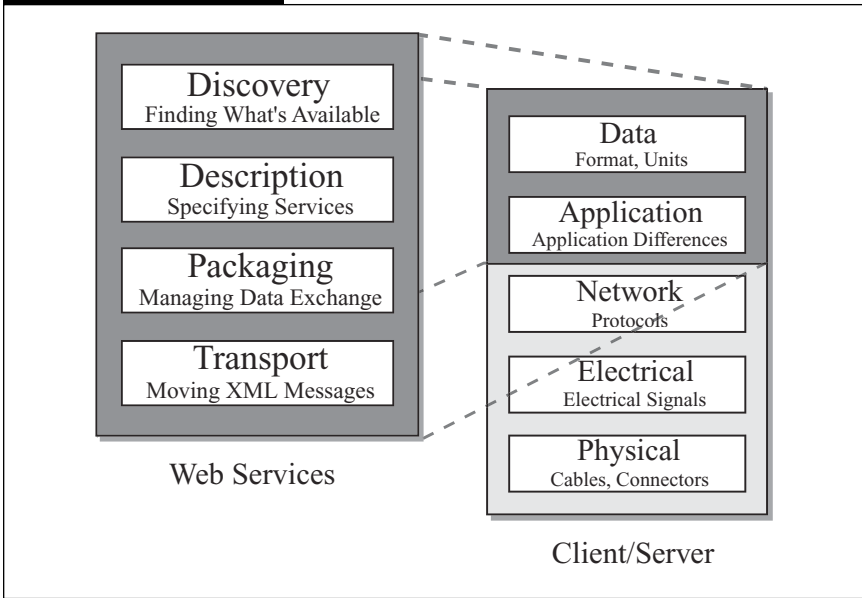 Discovery
Finding What's Available
Description
Specifying Services
Packaging
Managing Data Exchange
Transport
Moving XML Messages
Web Services
Data
Format, Units
Application
Application Differences
Network
Protocols
Electrical
Electrical Signals
Physical
Cables, Connectors
Client/Server